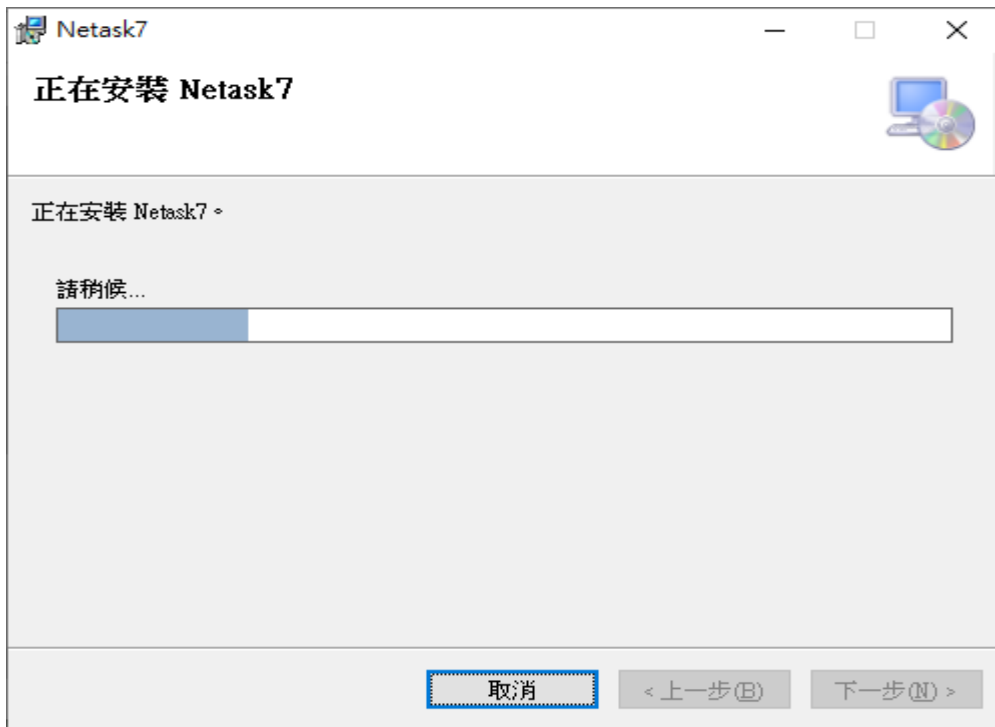 Netask7
正在安裝 Netask7
正在安裝 Netask7。
請稍候...
取消
<上一步(B)
下一步(N)>